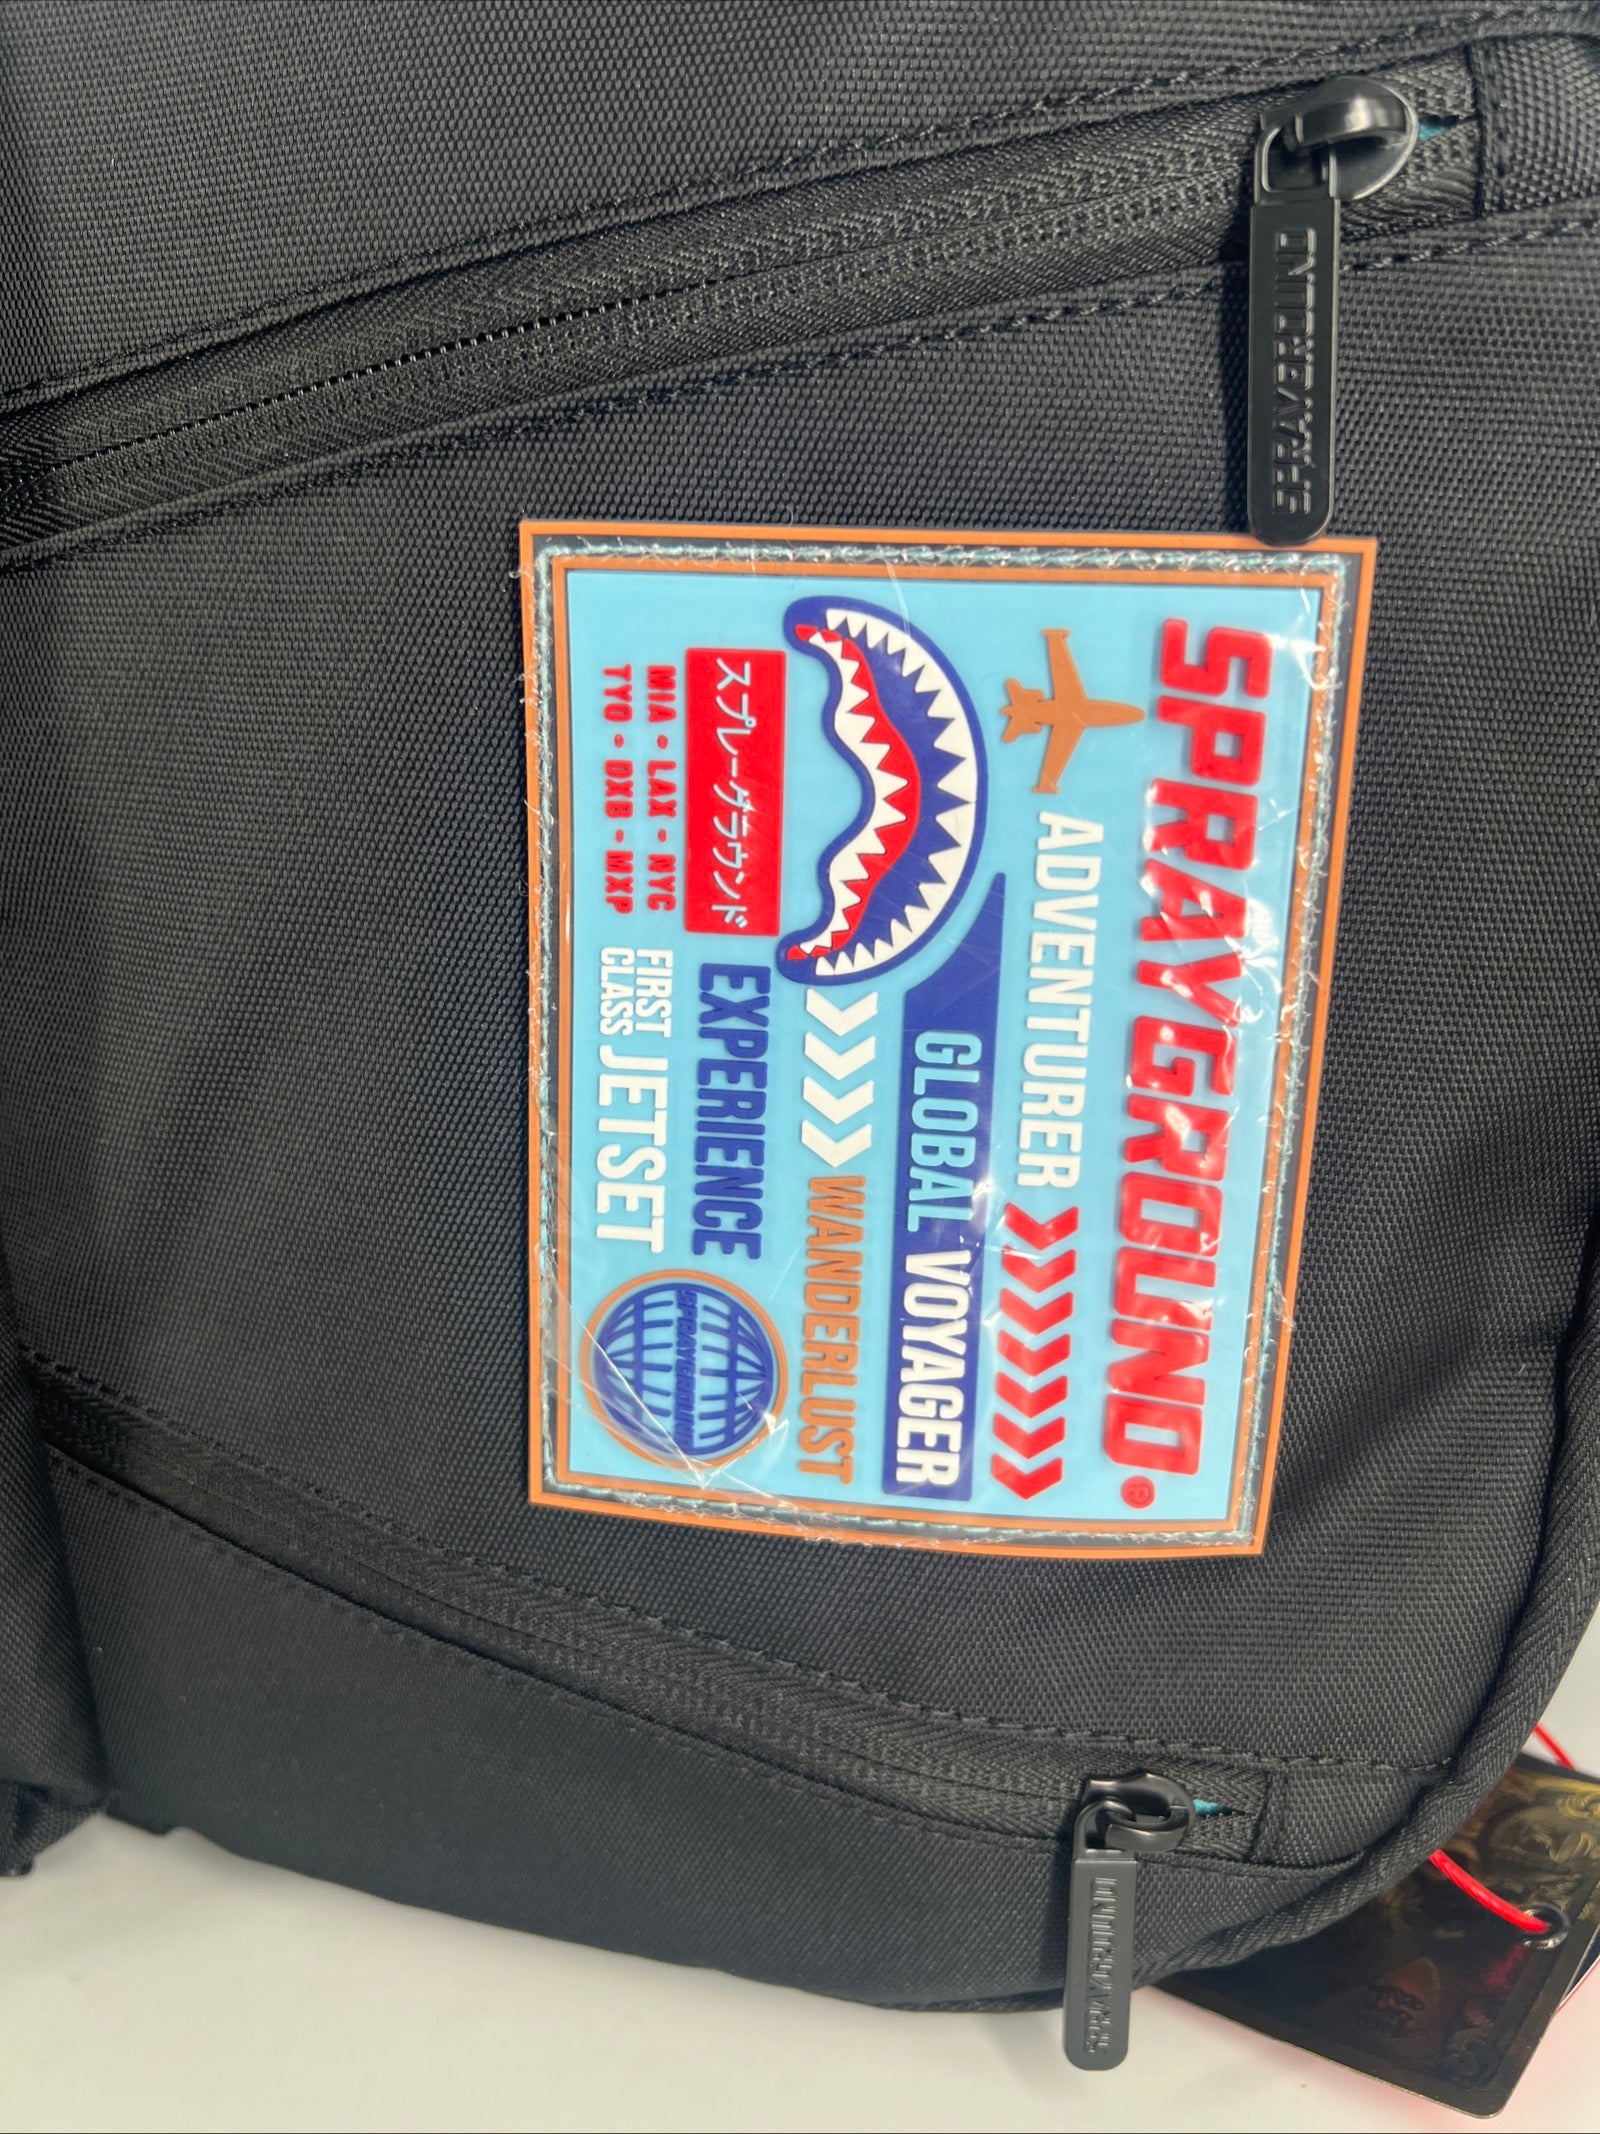 SPRAYGROUND®
ADVENTURER
GLOBAL VOYAGER
WANDERLUST
スプレーグラウンド
EXPERIENCE
MIA • LAX • NYC
TYO • DXB • MXP
FIRST
CLASS
JETSET
SPRAYGROUND
SPRAYGROUND
SPRAYGROUND